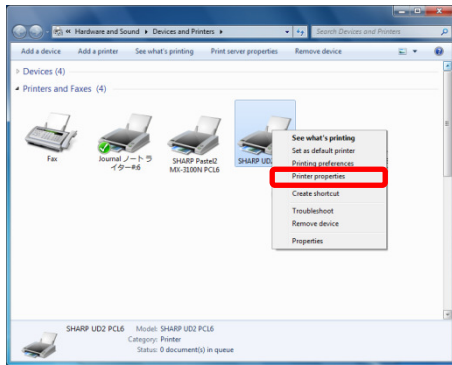 Hardware and Sound Devices and Printers
Search Devices and Printers
Add a device Add a printer See what's printing Print server properties Remove device
Devices (4)
Printers and Faxes (4)
Fax
Journal ノート ラ
イター#6
SHARP Pastel2
MX-3100N PCL6
SHARP UD2
See what's printing
Set as default printer
Printing preferences
Printer properties
Create shortcut
Troubleshoot
Remove device
Properties
SHARP UD2 PCL6 Model: SHARP UD2 PCL6
Category: Printer
Status: 0 document(s) in queue